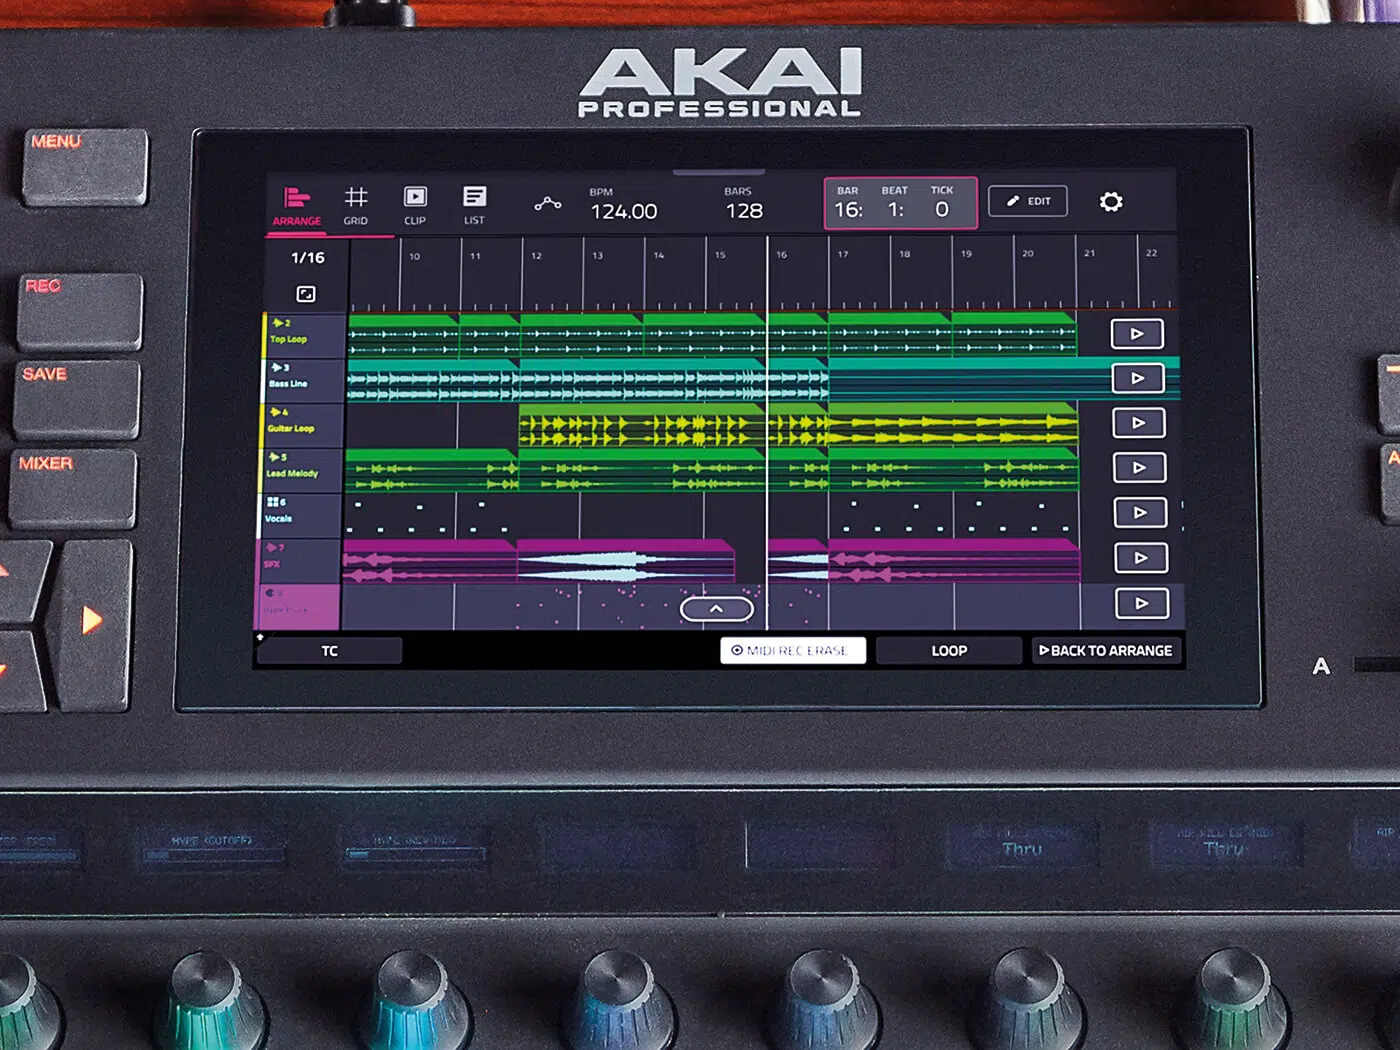 AKAI
PROFESSIONAL
MENU
REC
SAVE
MIXER
ARRANGE
GRID
CLIP
LIST
BPM
124.00
BARS
128
BAR BEAT TICK
16: 1: 0
EDIT
1/16
10 11 12 13 14 15 16 17 18 19 20 21 22
2
Top Loop
3
Bass Line
4
Guitar Loop
5
Lead Melody
6
Vocals
7
SFX
TC
MIDI REC ERASE
LOOP
BACK TO ARRANGE
A
HYPE (CUTOFF)
Thru
Thru